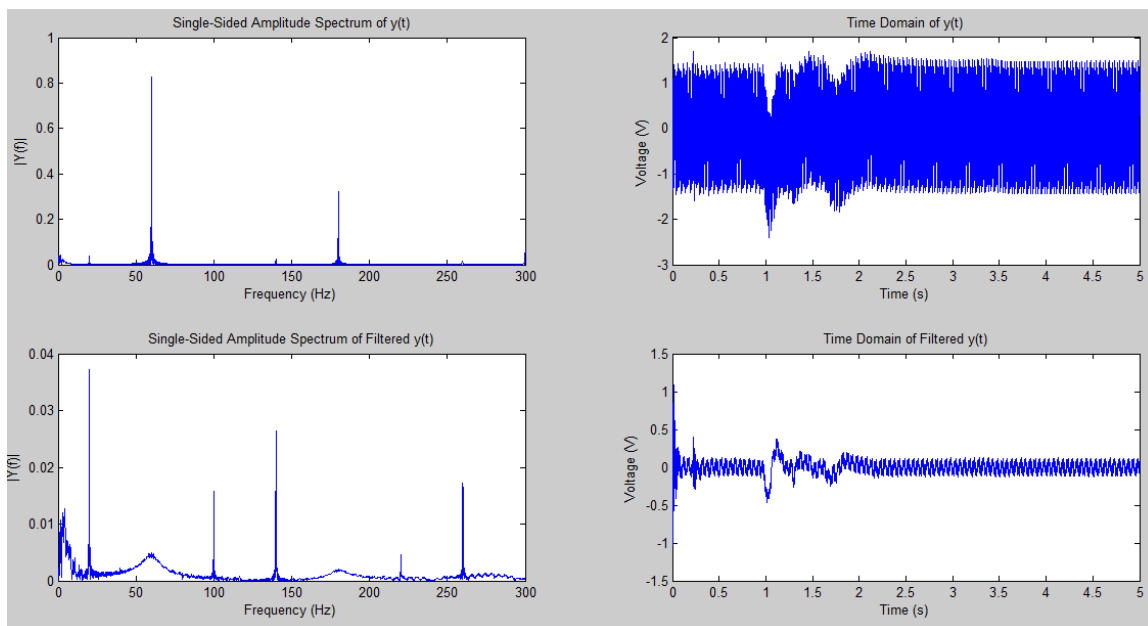 Single-Sided Amplitude Spectrum of y(t)
1
0.8
0.6
0.4
0.2
0
|Y(f)|
0 50 100 150 200 250 300
Frequency (Hz)
Time Domain of y(t)
2
1
0
-1
-2
-3
Voltage (V)
0 0.5 1 1.5 2 2.5 3 3.5 4 4.5 5
Time (s)
Single-Sided Amplitude Spectrum of Filtered y(t)
0.04
0.03
0.02
0.01
0
|Y(f)|
0 50 100 150 200 250 300
Frequency (Hz)
Time Domain of Filtered y(t)
1.5
1
0.5
0
-0.5
-1
-1.5
Voltage (V)
0 0.5 1 1.5 2 2.5 3 3.5 4 4.5 5
Time (s)